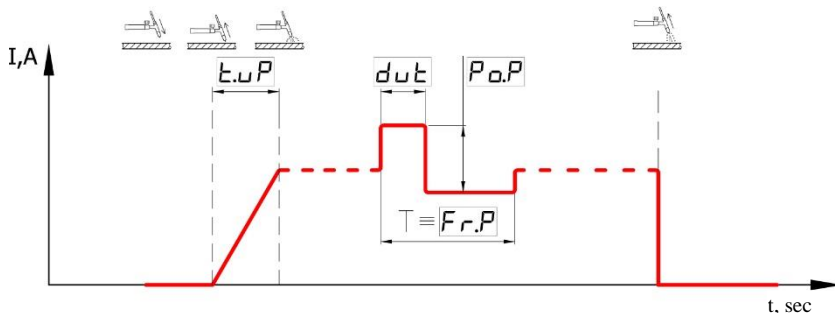 I,A
t.uP
dut
Po.P
T ≡ Fr.P
t, sec